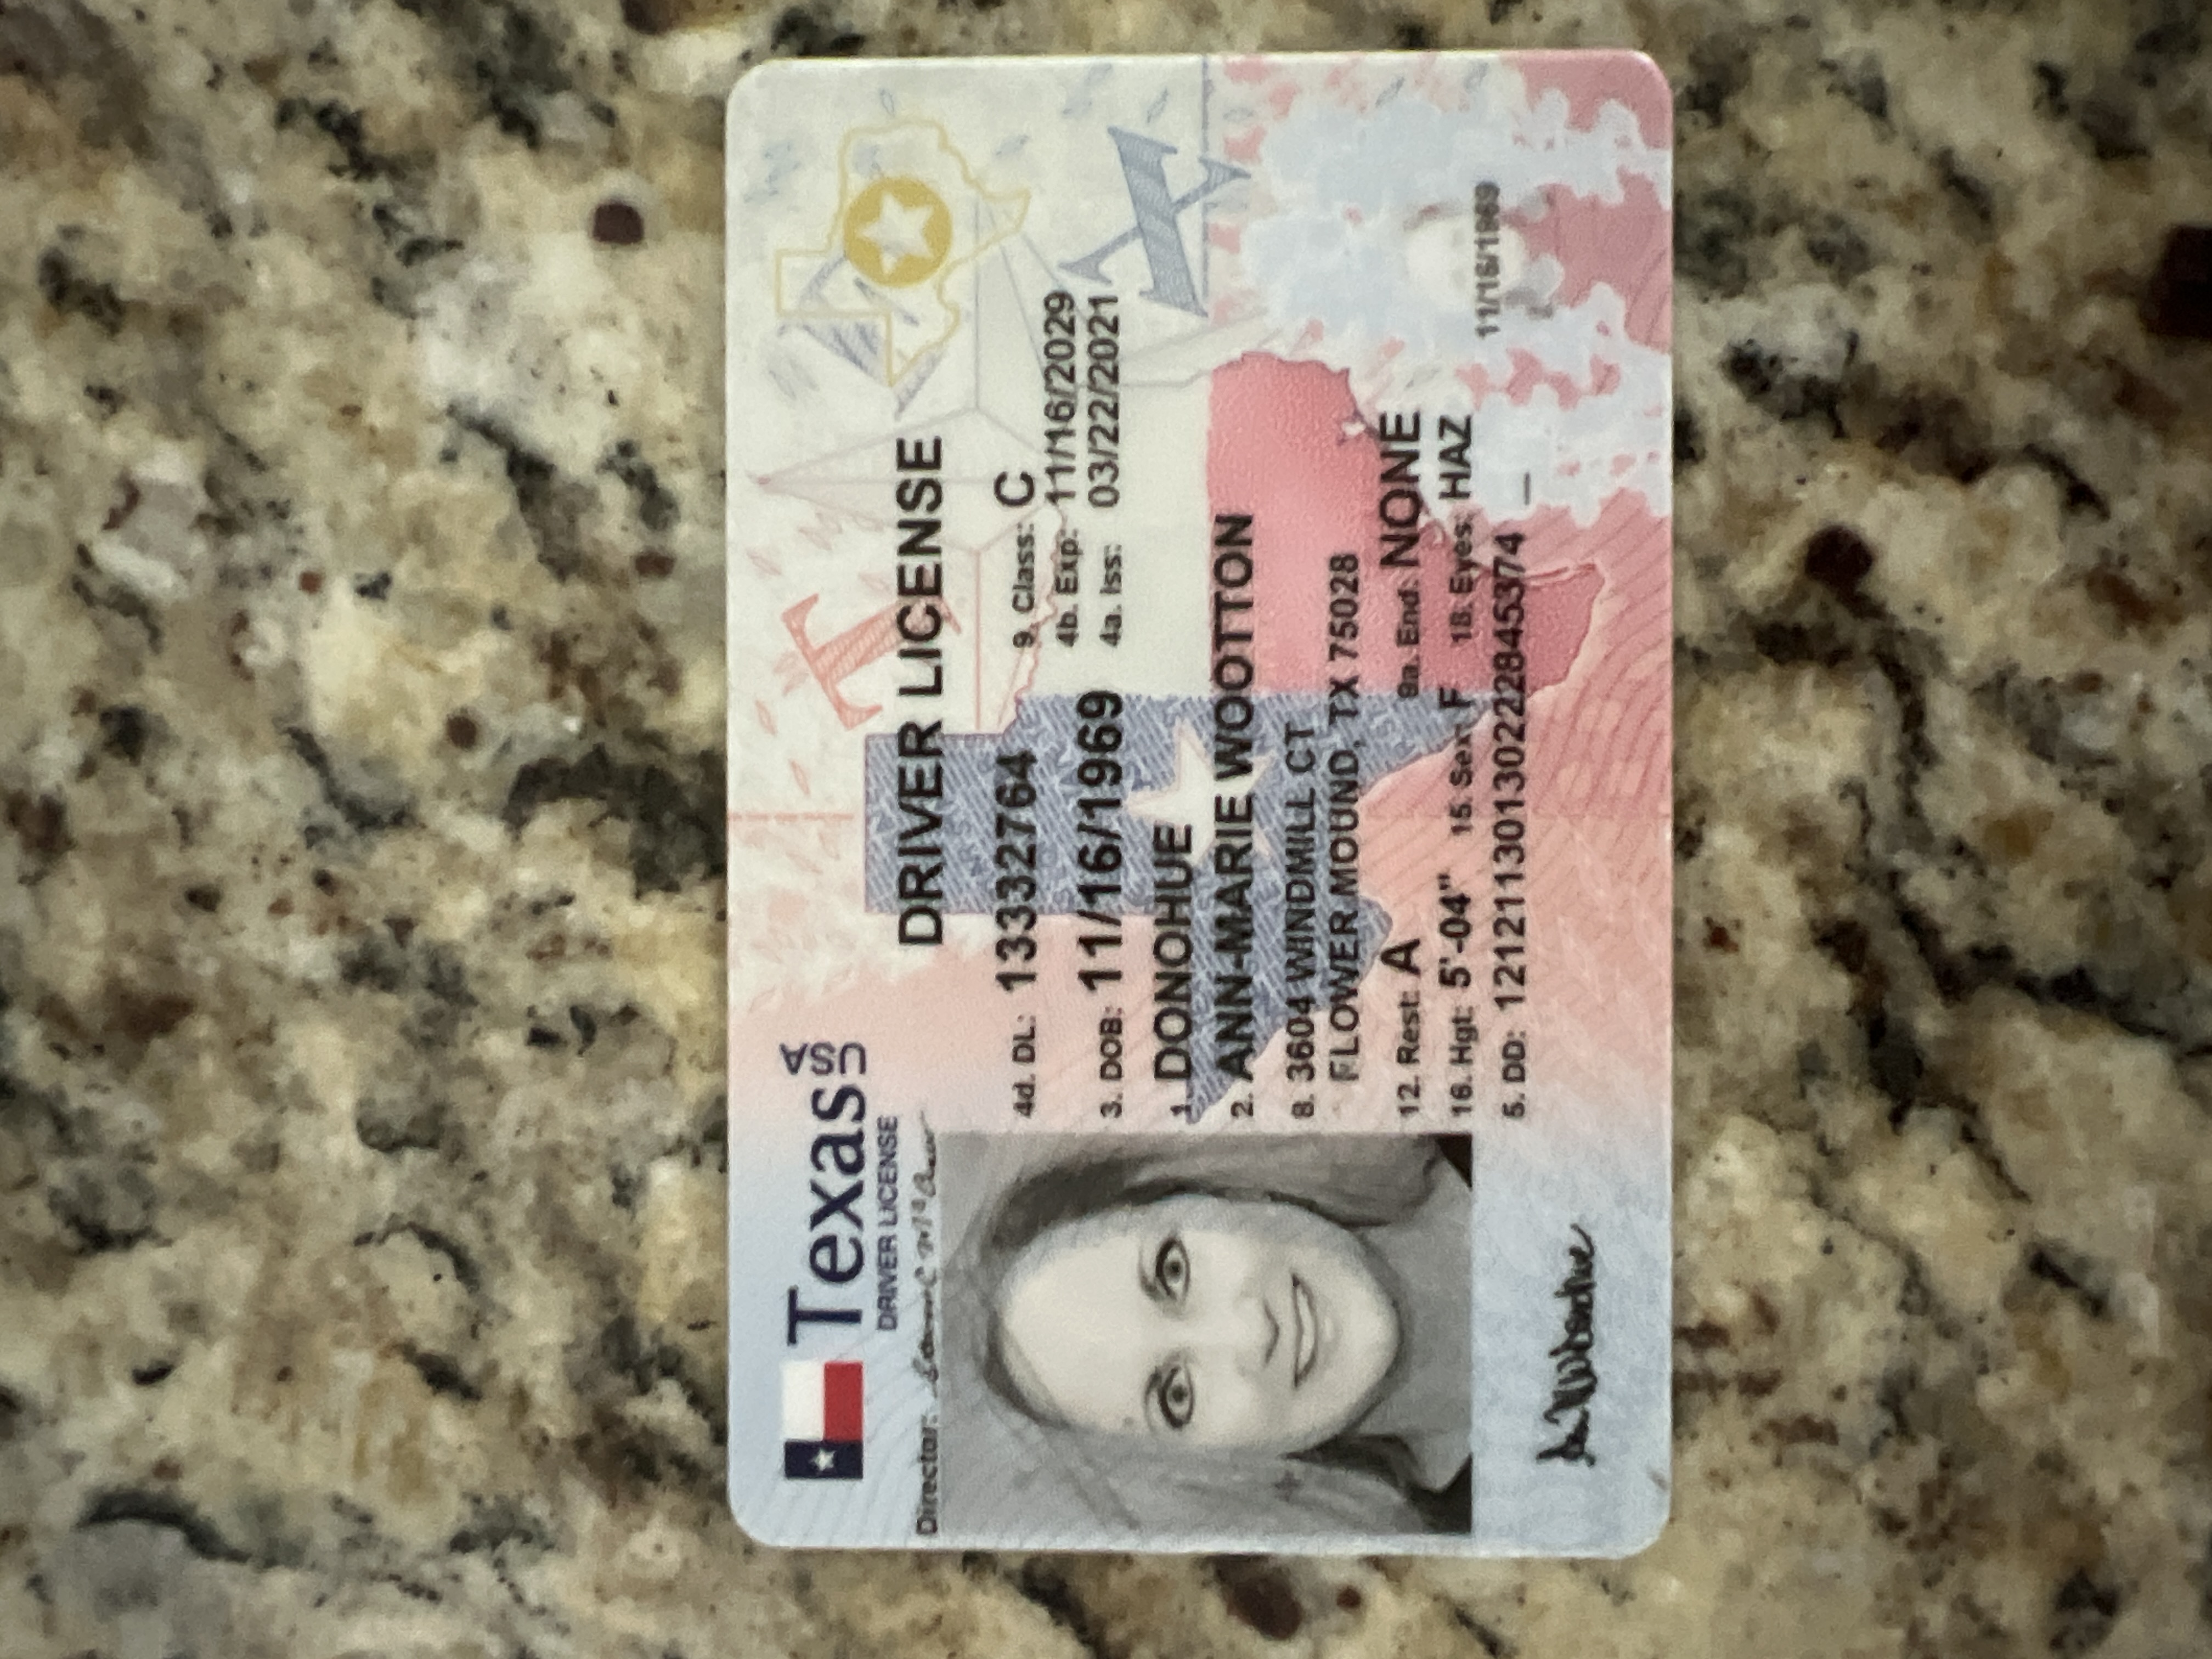 Texas USA
DRIVER LICENSE
Director:
DRIVER LICENSE
4d. DL: 13332764 9. Class: C
4b. Exp: 11/16/2029
3. DOB: 11/16/1969 4a. Iss: 03/22/2021
1. DONOHUE
2. ANN-MARIE WOOTTON
8. 3604 WINDMILL CT
FLOWER MOUND, TX 75028
12. Rest: A 9a. End: NONE
16. Hgt: 5'-04" 15. Sex: F 18. Eyes: HAZ
5. DD: 12121130130222845374
11/16/1969